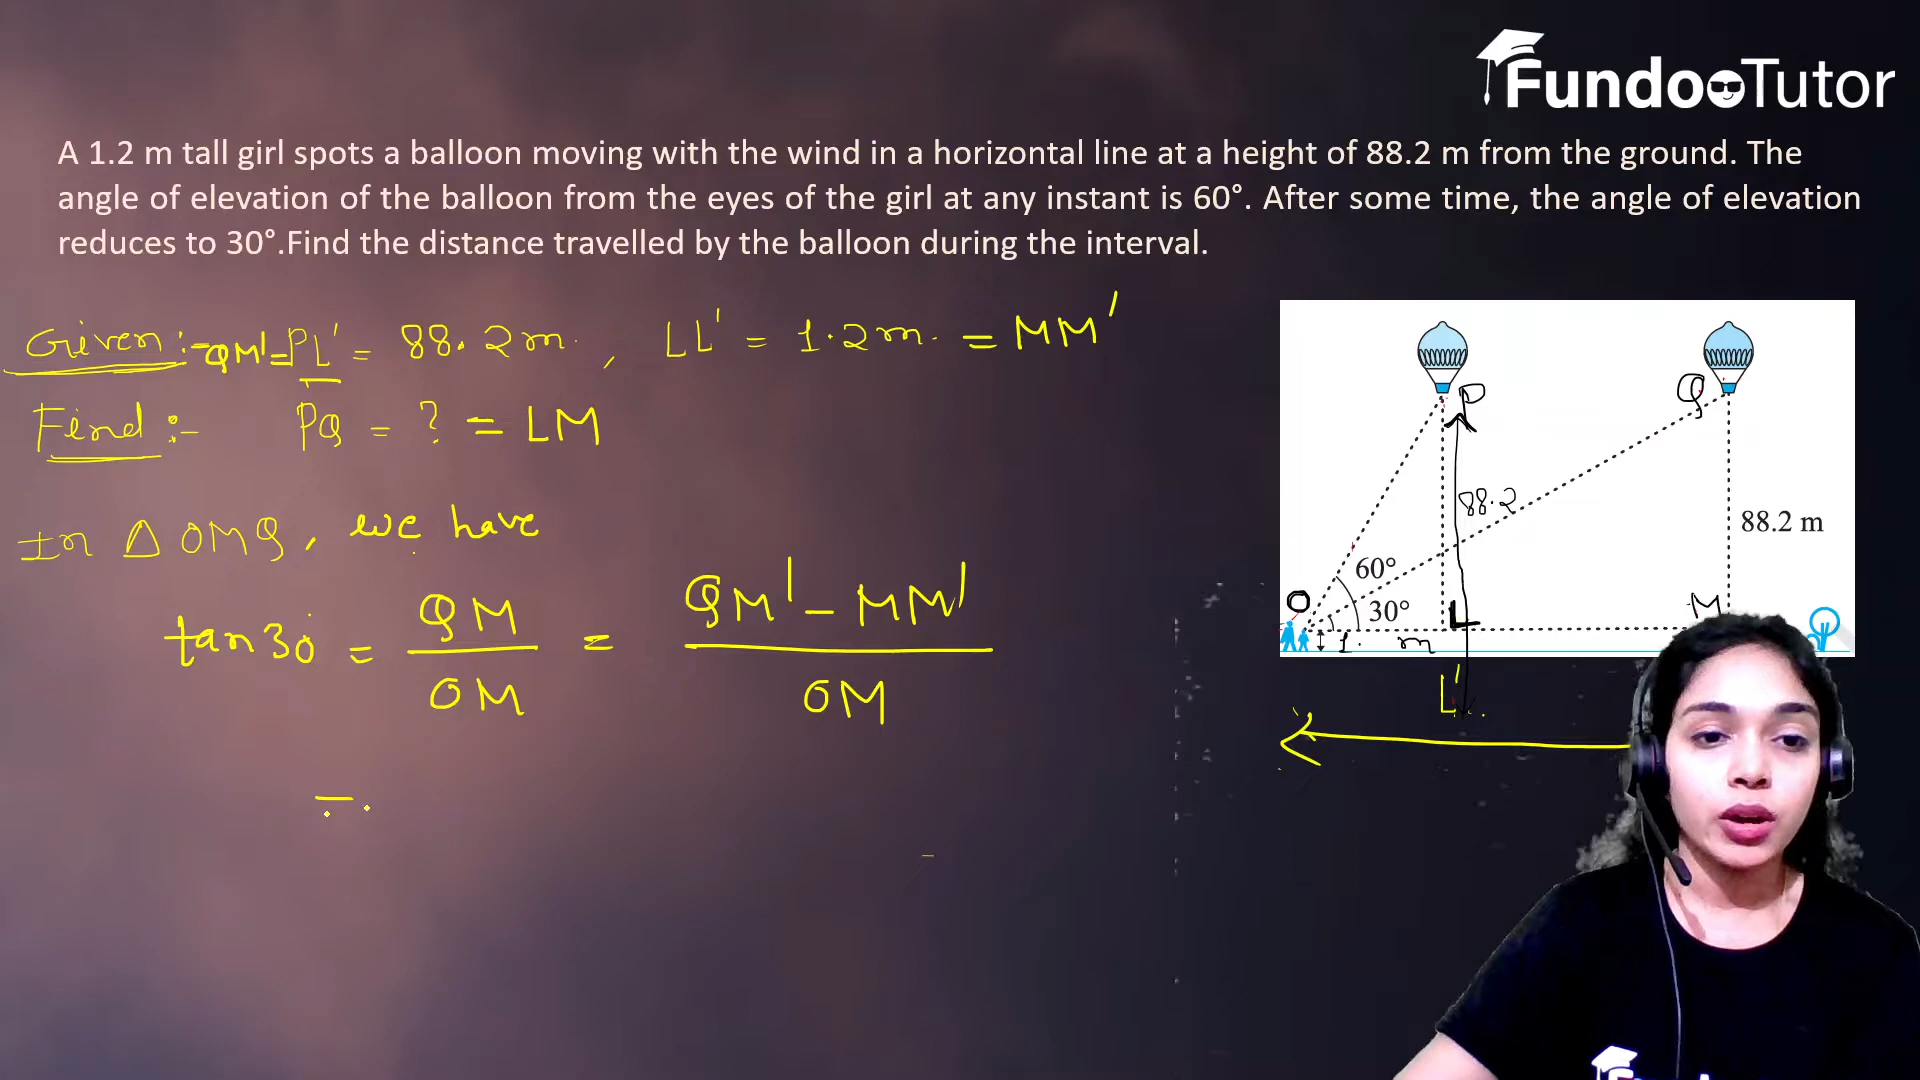 FundooTutor
A 1.2 m tall girl spots a balloon moving with the wind in a horizontal line at a height of 88.2 m from the ground. The
angle of elevation of the balloon from the eyes of the girl at any instant is 60°. After some time, the angle of elevation
reduces to 30°.Find the distance travelled by the balloon during the interval.
Given:- QM' = PL' = 88.2m. , LL' = 1.2m. = MM'
Find:- PQ = ? = LM
In △ OMQ, we have
tan30° = QM/OM = QM' - MM'/OM
=
P
Q
88.2
88.2 m
60°
30°
O
L
M
1. m
L'